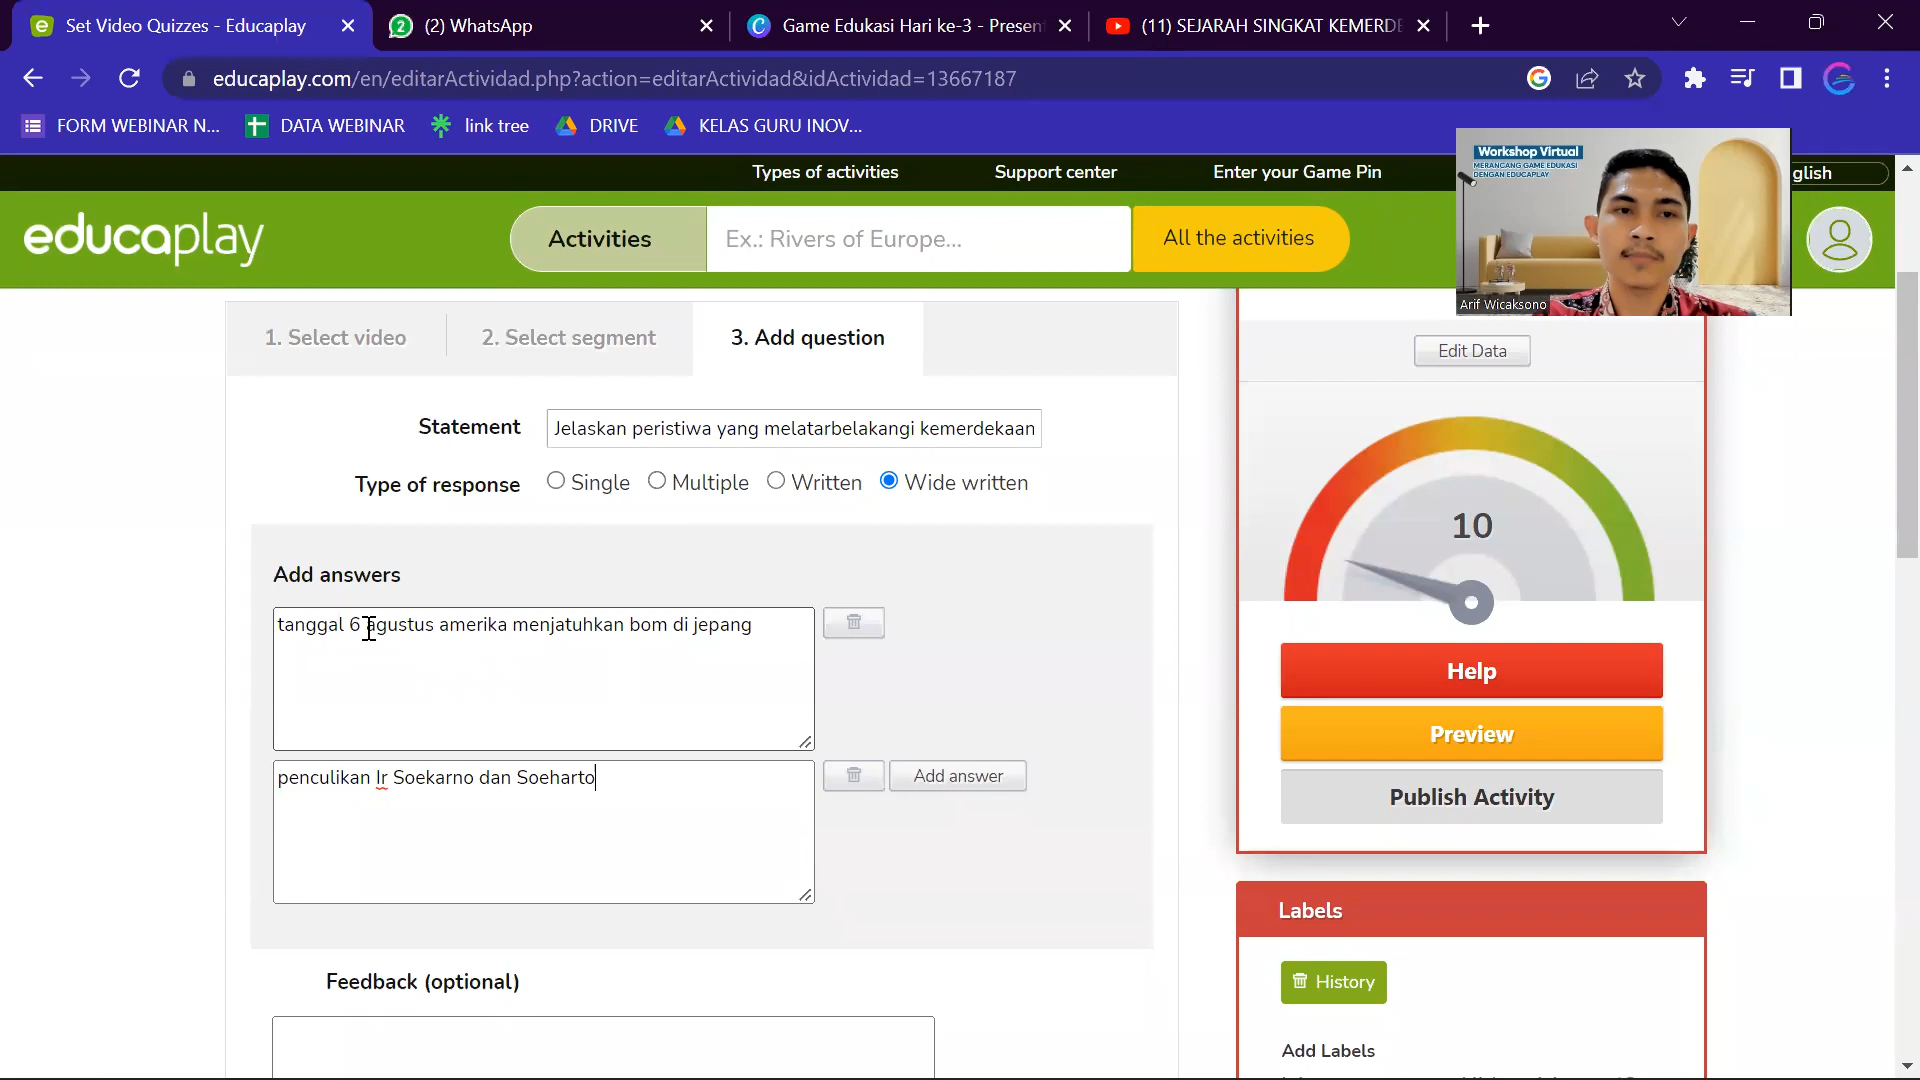 Set Video Quizzes - Educaplay
(2) WhatsApp
Game Edukasi Hari ke-3 - Presen
(11) SEJARAH SINGKAT KEMERDE
educaplay.com/en/editarActividad.php?action=editarActividad&idActividad=13667187
FORM WEBINAR N...
DATA WEBINAR
link tree
DRIVE
KELAS GURU INOV...
Workshop Virtual
MERANCANG GAME EDUKASI
DENGAN EDUCAPLAY
Arif Wicaksono
Types of activities
Support center
Enter your Game Pin
glish
educaplay
Activities
Ex.: Rivers of Europe...
All the activities
1. Select video
2. Select segment
3. Add question
Edit Data
Statement
Jelaskan peristiwa yang melatarbelakangi kemerdekaan
Type of response
Single
Multiple
Written
Wide written
10
Add answers
tanggal 6 agustus amerika menjatuhkan bom di jepang
Help
Preview
penculikan Ir Soekarno dan Soeharto
Add answer
Publish Activity
Labels
Feedback (optional)
History
Add Labels